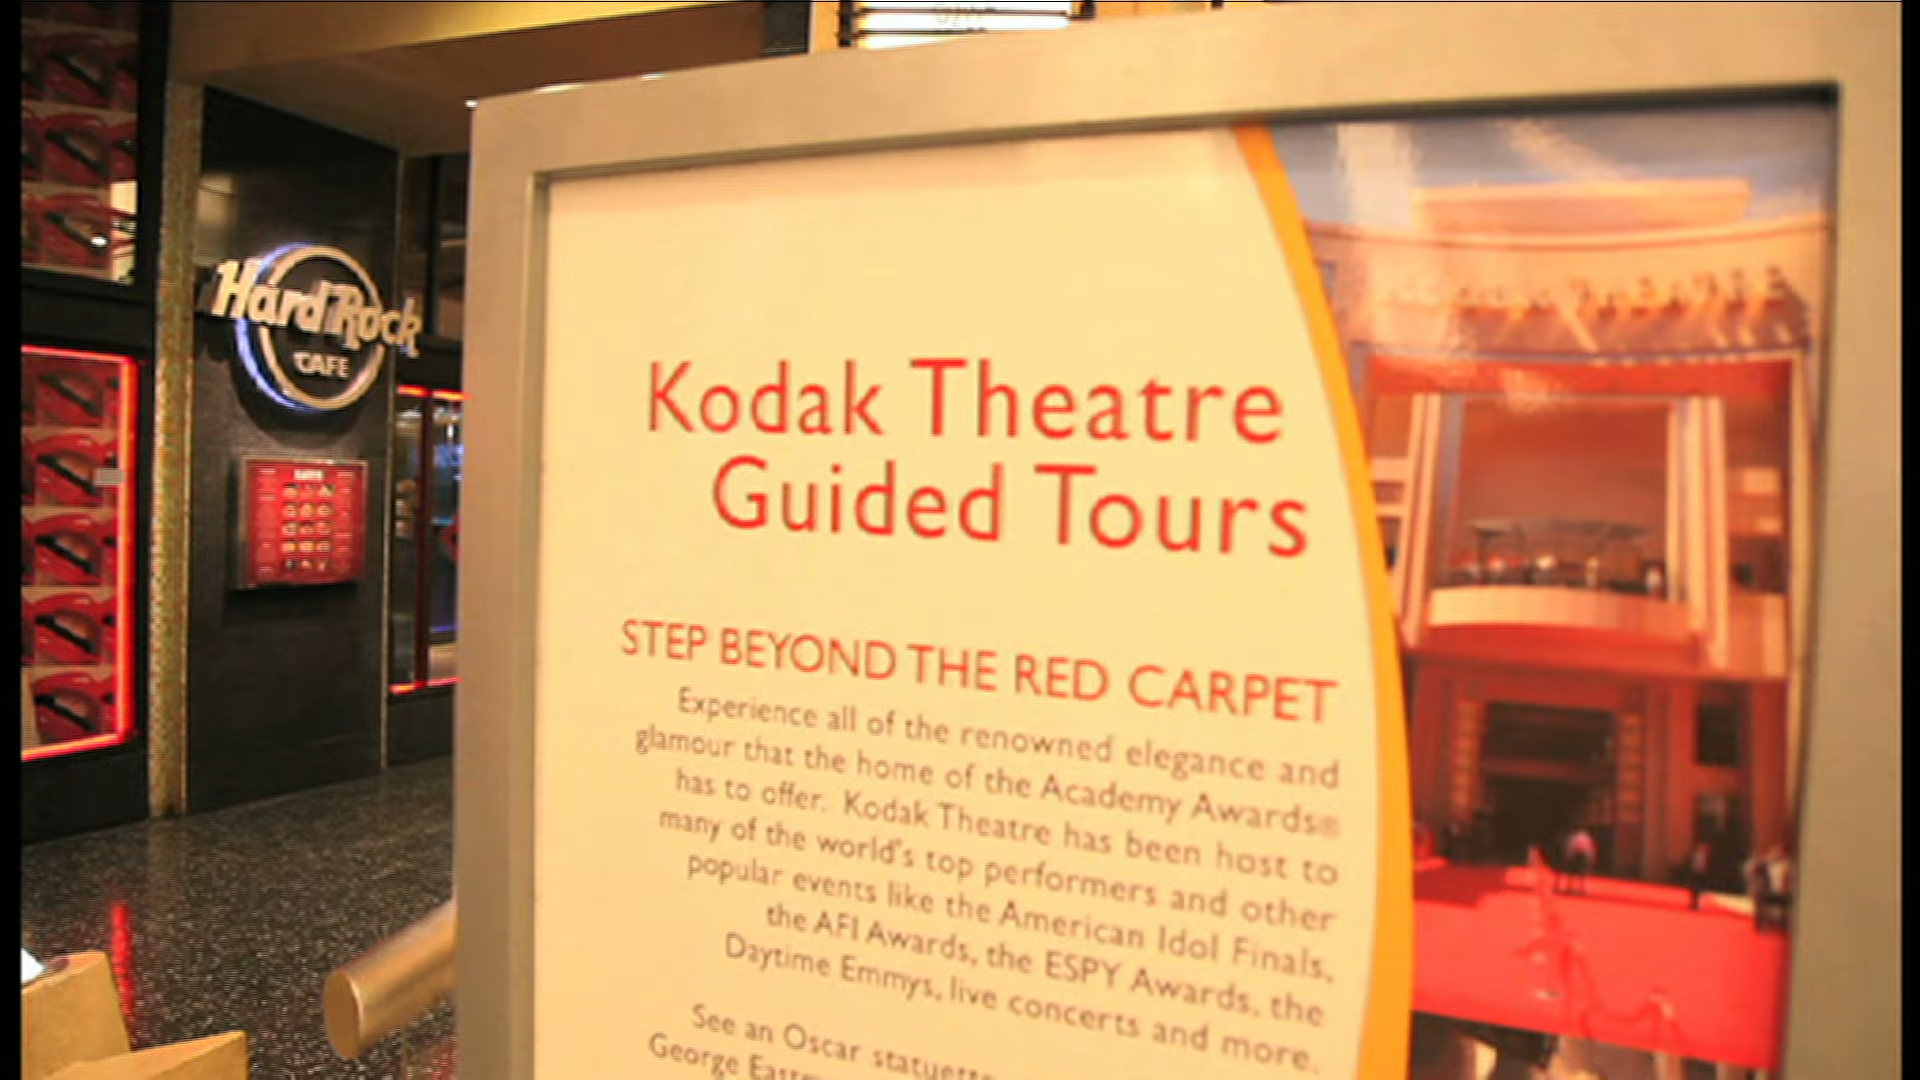 Hard Rock
CAFE
Kodak Theatre
Guided Tours
STEP BEYOND THE RED CARPET
Experience all of the renowned elegance and
glamour that the home of the Academy Awards®
has to offer. Kodak Theatre has been host to
many of the world's top performers and other
popular events like the American Idol Finals,
the AFI Awards, the ESPY Awards, the
Daytime Emmys, live concerts and more.
See an Oscar
George